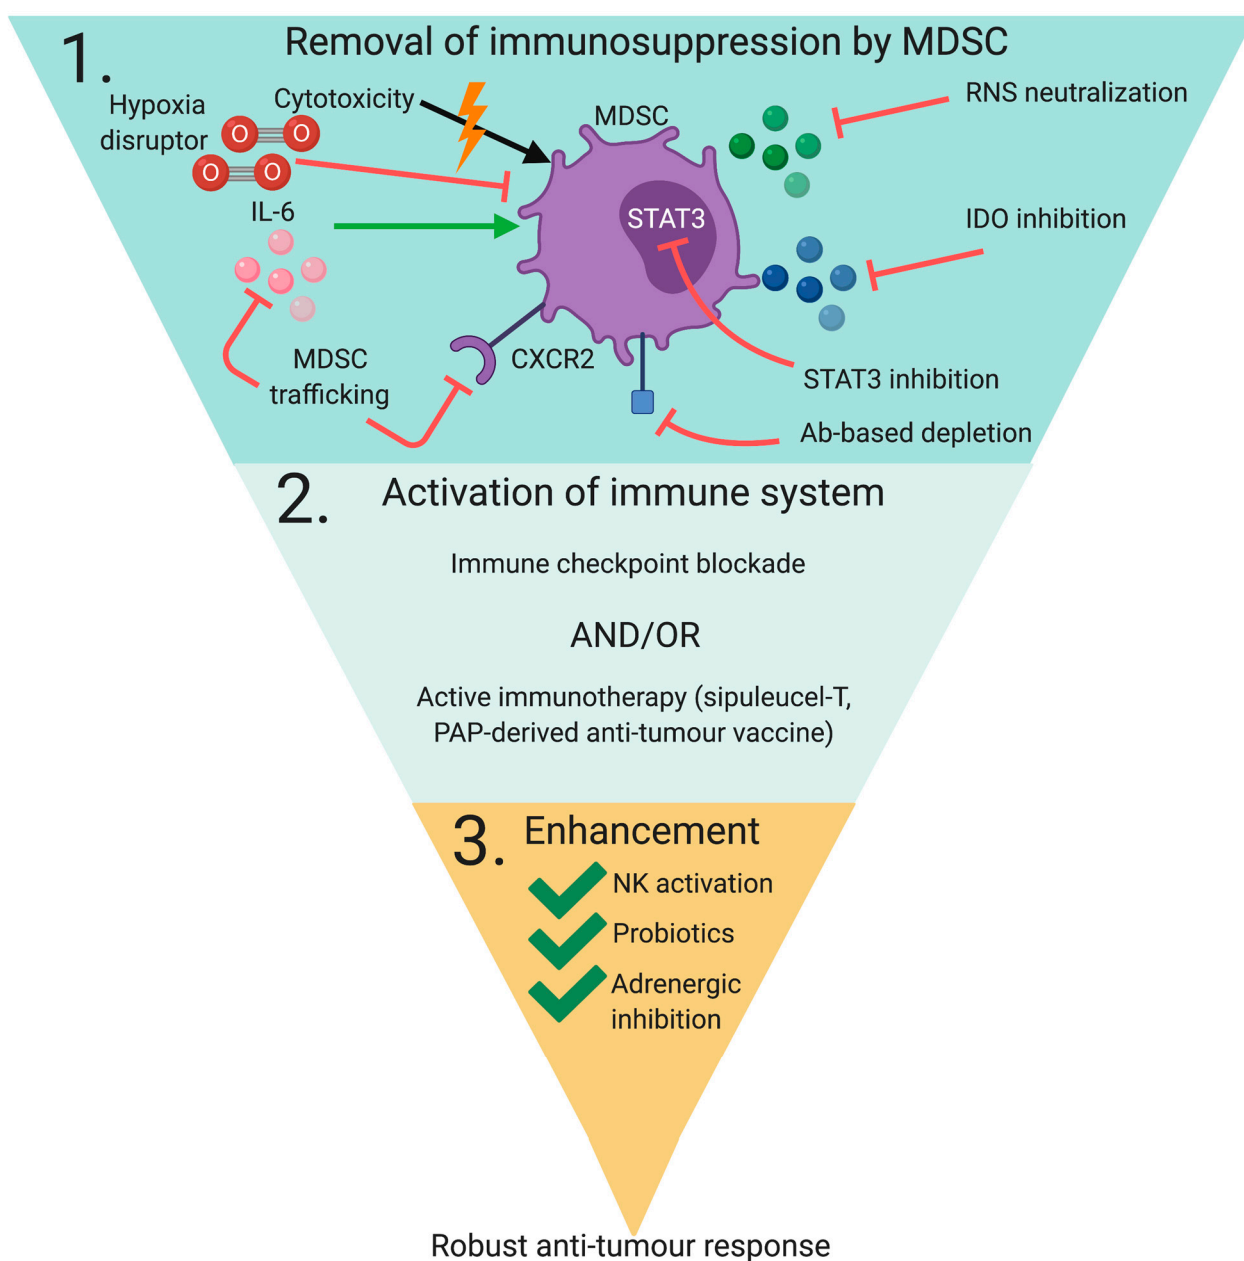 1.
Removal of immunosuppression by MDSC
Hypoxia
disruptor
Cytotoxicity
MDSC
RNS neutralization
O O
O O
IL-6
STAT3
IDO inhibition
MDSC
trafficking
CXCR2
STAT3 inhibition
Ab-based depletion
2.
Activation of immune system
Immune checkpoint blockade
AND/OR
Active immunotherapy (sipuleucel-T,
PAP-derived anti-tumour vaccine)
3.
Enhancement
NK activation
Probiotics
Adrenergic
inhibition
Robust anti-tumour response